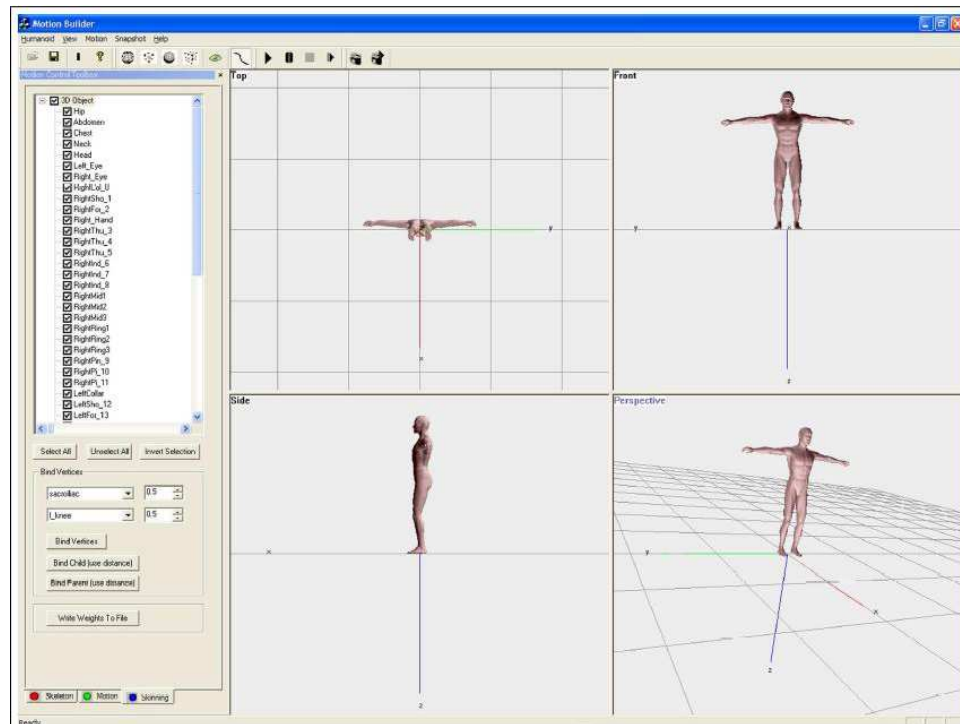 Motion Builder
Humanoid View Motion Snapshot Help
Motion Control Toolbox
3D Object
Hip
Abdomen
Chest
Neck
Head
Left_Eye
Right_Eye
RightSho_1
RightFor_2
Right_Hand
RightThu_3
RightThu_4
RightThu_5
RightInd_6
RightInd_7
RightInd_8
RightMid1
RightMid2
RightMid3
RightRing1
RightRing2
RightRing3
RightPin_9
RightPi_10
RightPi_11
LeftCollar
LeftSho_12
LeftFor_13
Select All Unselect All Invert Selection
Bind Vertices
sacroiliac 0.5
l_knee 0.5
Bind Vertices
Bind Child (use distance)
Bind Parent (use distance)
Write Weights To File
Skeleton Motion Skinning
Ready
Top
y
x
Front
y
z
Side
x
z
Perspective
y
x
z